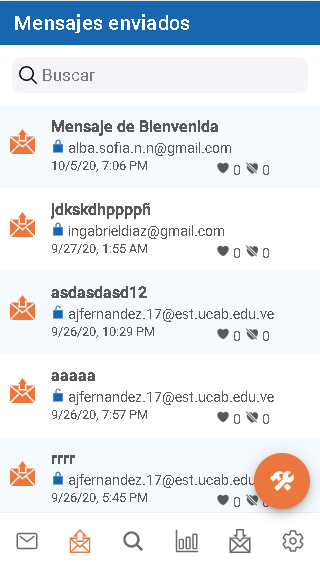 Mensajes enviados
Buscar
Mensaje de Bienvenida
alba.sofia.n.n@gmail.com
10/5/20, 7:06 PM 0 0
jdkskdhppppñ
ingabrieldiaz@gmail.com
9/27/20, 1:55 AM 0 0
asdasdasd12
ajfernandez.17@est.ucab.edu.ve
9/26/20, 10:29 PM 0 0
aaaaa
ajfernandez.17@est.ucab.edu.ve
9/26/20, 7:57 PM 0 0
rrrr
ajfernandez.17@est.ucab.edu
9/26/20, 5:45 PM 0 0